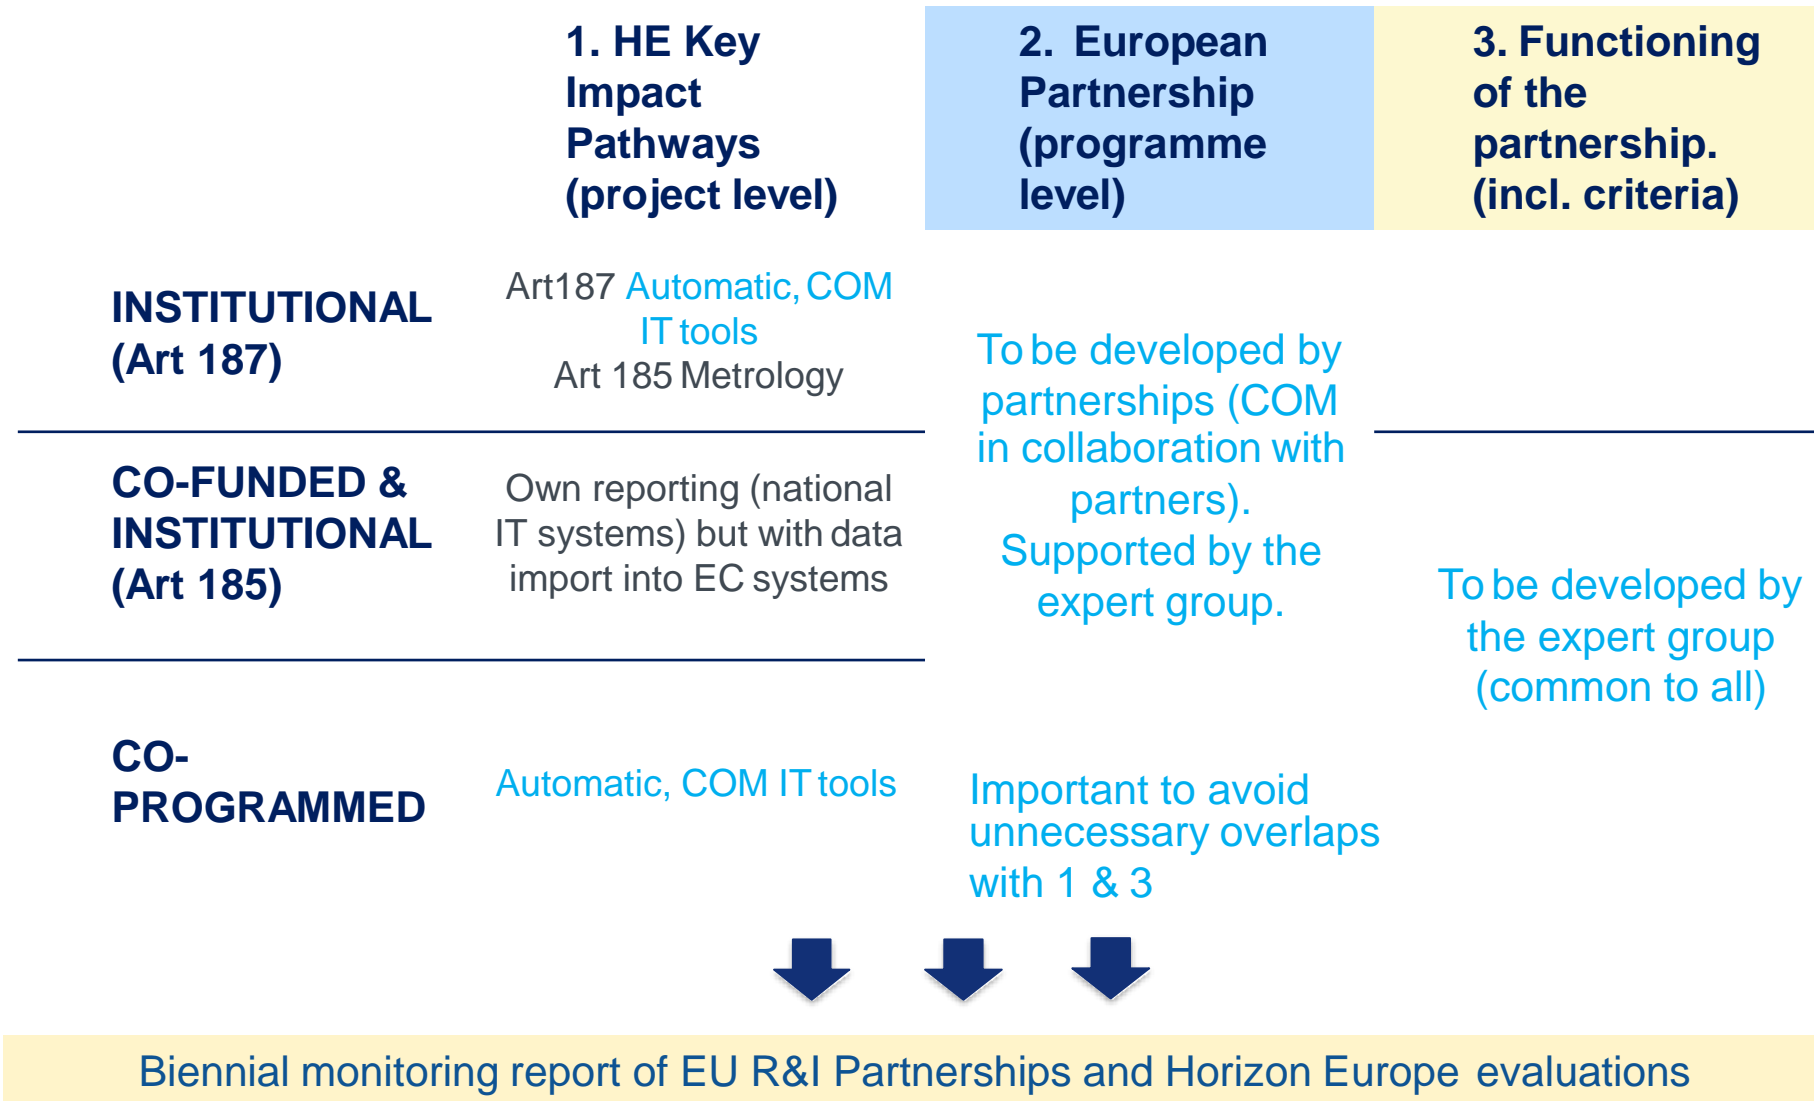 1. HE Key
Impact
Pathways
(project level)
2. European
Partnership
(programme
level)
3. Functioning
of the
partnership.
(incl. criteria)
INSTITUTIONAL
(Art 187)
Art187 Automatic, COM
IT tools
Art 185 Metrology
To be developed by
partnerships (COM
in collaboration with
partners).
Supported by the
expert group.
CO-FUNDED &
INSTITUTIONAL
(Art 185)
Own reporting (national
IT systems) but with data
import into EC systems
To be developed by
the expert group
(common to all)
CO-
PROGRAMMED
Automatic, COM IT tools
Important to avoid
unnecessary overlaps
with 1 & 3
Biennial monitoring report of EU R&I Partnerships and Horizon Europe evaluations